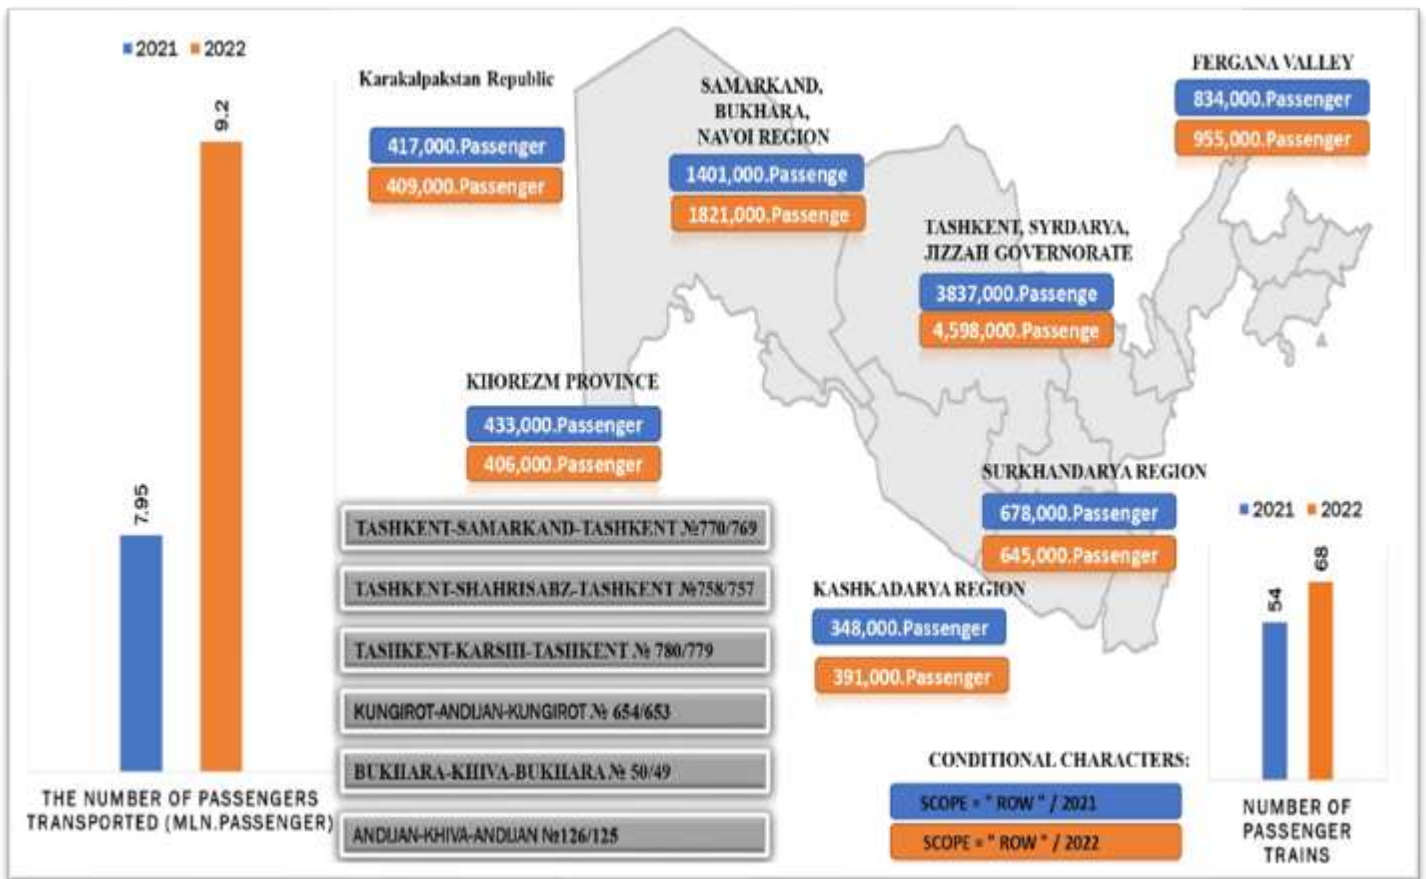 2021 2022
9.2
7.95
THE NUMBER OF PASSENGERS
TRANSPORTED (MLN.PASSENGER)
Karakalpakstan Republic
417,000.Passenger
409,000.Passenger
SAMARKAND,
BUKHARA,
NAVOI REGION
1401,000.Passenge
1821,000.Passenge
FERGANA VALLEY
834,000.Passenger
955,000.Passenger
TASHKENT, SYRDARYA,
JIZZAH GOVERNORATE
3837,000.Passenge
4,598,000.Passenge
KHOREZM PROVINCE
433,000.Passenger
406,000.Passenger
SURKHANDARYA REGION
678,000.Passenger
645,000.Passenger
KASHKADARYA REGION
348,000.Passenger
391,000.Passenger
TASHKENT-SAMARKAND-TASHKENT №770/769
TASHKENT-SHAHRISABZ-TASHKENT №758/757
TASHKENT-KARSHI-TASHKENT № 780/779
KUNGIROT-ANDIJAN-KUNGIROT № 654/653
BUKHARA-KHIVA-BUKHARA № 50/49
ANDIJAN-KHIVA-ANDIJAN №126/125
CONDITIONAL CHARACTERS:
SCOPE = " ROW " / 2021
SCOPE = " ROW " / 2022
2021 2022
68
54
NUMBER OF
PASSENGER
TRAINS